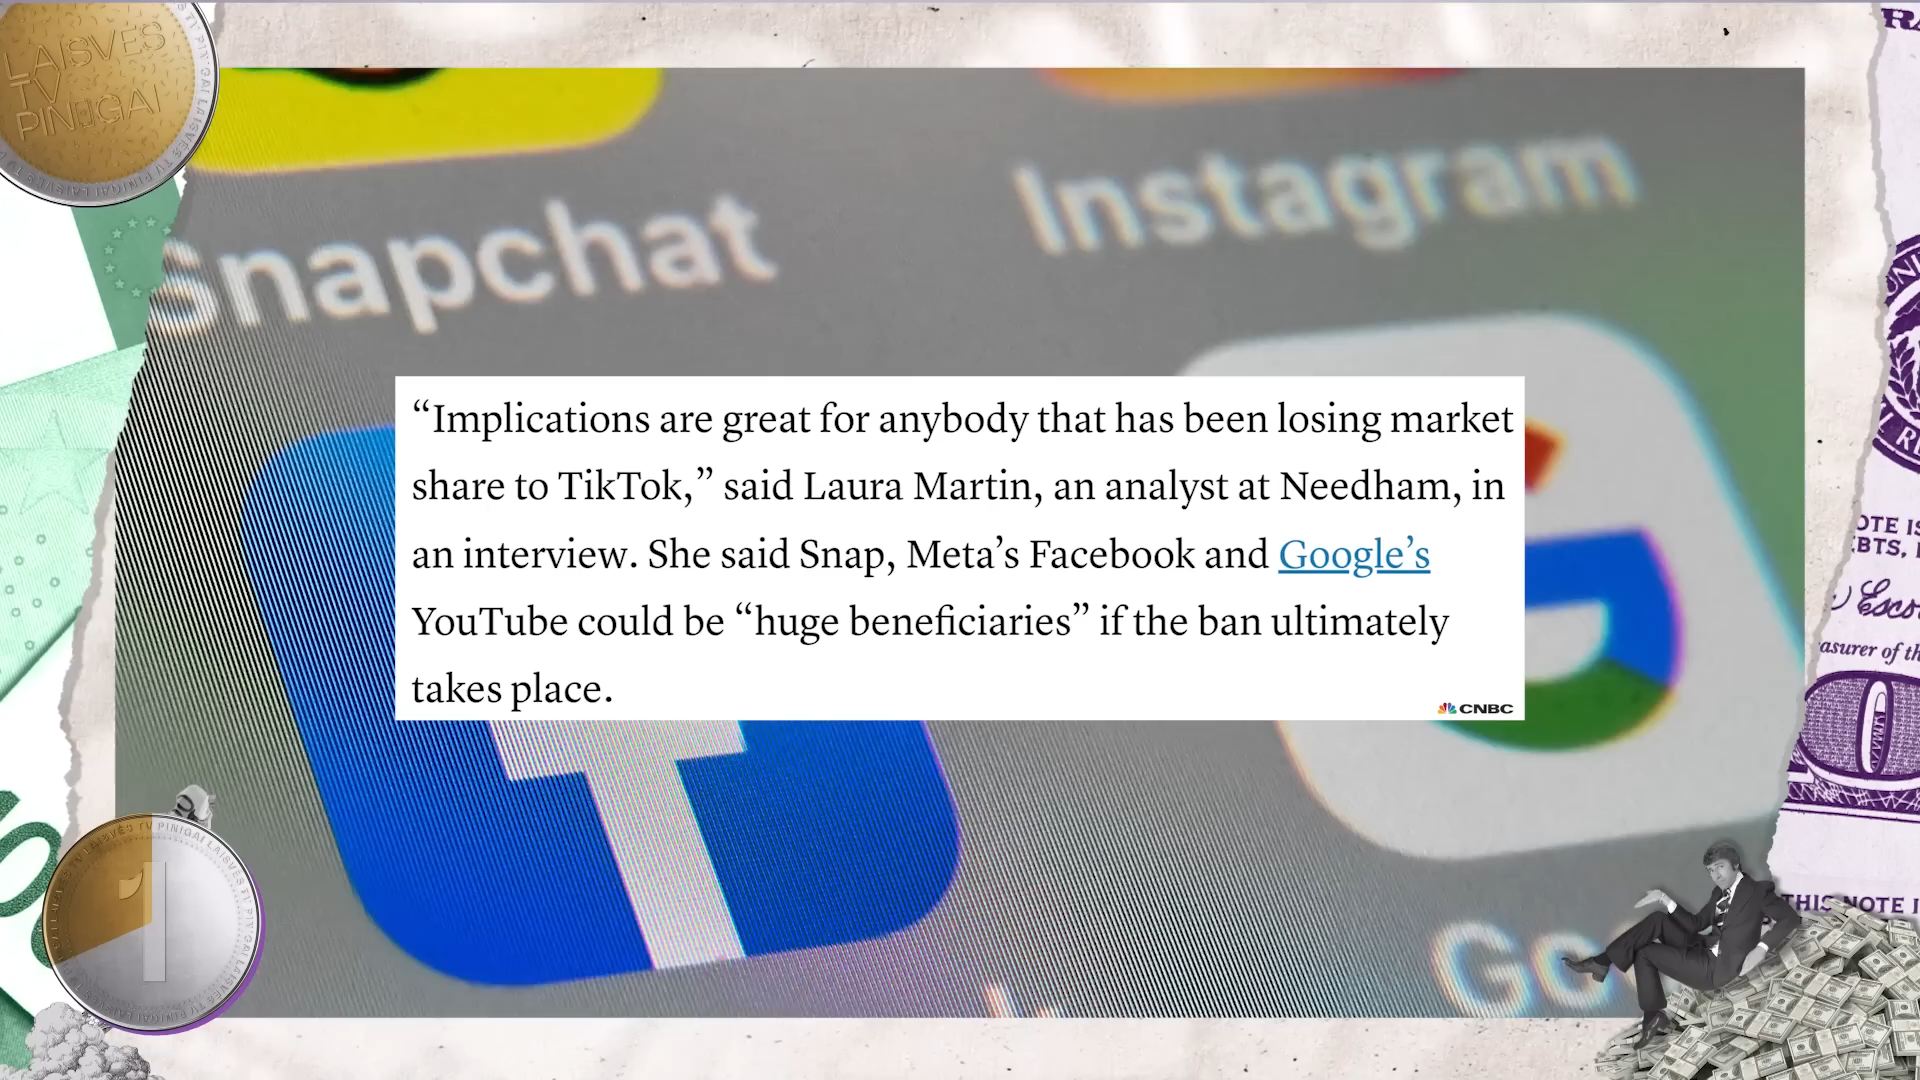 LAISVĖS
TV
PINIGAI
Snapchat
Instagram
“Implications are great for anybody that has been losing market
share to TikTok,” said Laura Martin, an analyst at Needham, in
an interview. She said Snap, Meta’s Facebook and Google’s
YouTube could be “huge beneficiaries” if the ban ultimately
takes place.
CNBC
1
THIS NOTE I